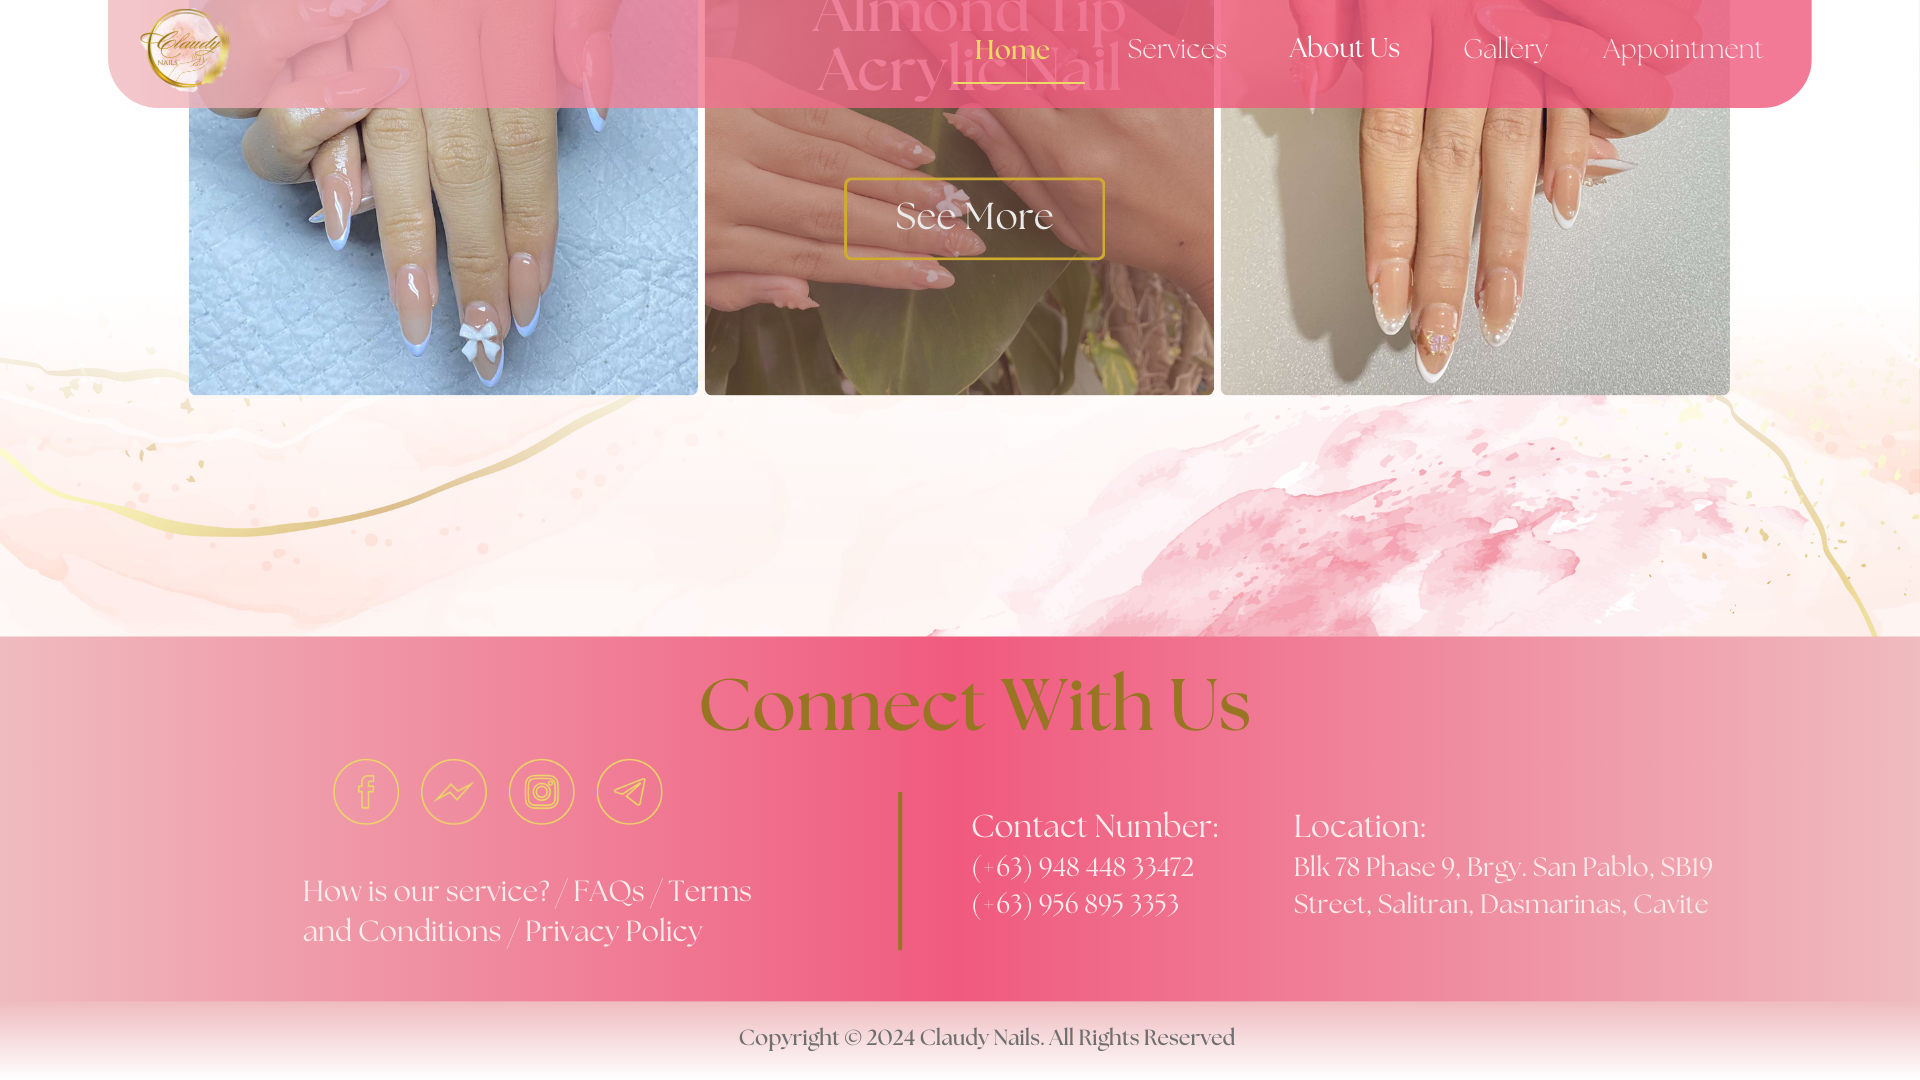 Claudy
NAILS
Home
Services
About Us
Gallery
Appointment
Almond Tip
Acrylic Nail
See More
Connect With Us
How is our service? / FAQs / Terms
and Conditions / Privacy Policy
Contact Number:
(+63) 948 448 33472
(+63) 956 895 3353
Location:
Blk 78 Phase 9, Brgy. San Pablo, SB19
Street, Salitran, Dasmarinas, Cavite
Copyright © 2024 Claudy Nails. All Rights Reserved